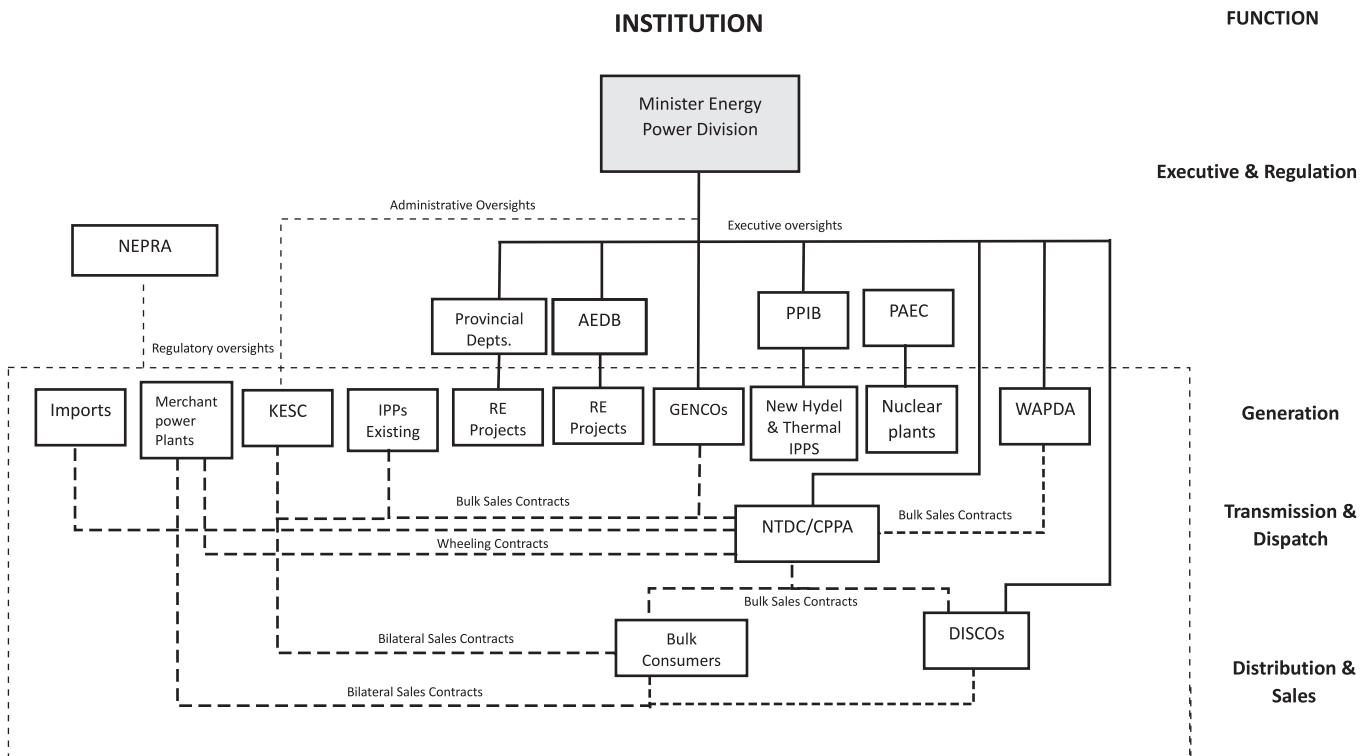 INSTITUTION
FUNCTION
Minister Energy
Power Division
Executive & Regulation
Administrative Oversights
Executive oversights
NEPRA
Regulatory oversights
Provincial
Depts.
AEDB
PPIB
PAEC
Imports
Merchant
power
Plants
KESC
IPPs
Existing
RE
Projects
RE
Projects
GENCOs
New Hydel
& Thermal
IPPS
Nuclear
plants
WAPDA
Generation
Bulk Sales Contracts
Wheeling Contracts
NTDC/CPPA
Bulk Sales Contracts
Transmission &
Dispatch
Bulk Sales Contracts
Bilateral Sales Contracts
Bulk
Consumers
DISCOs
Bilateral Sales Contracts
Distribution &
Sales